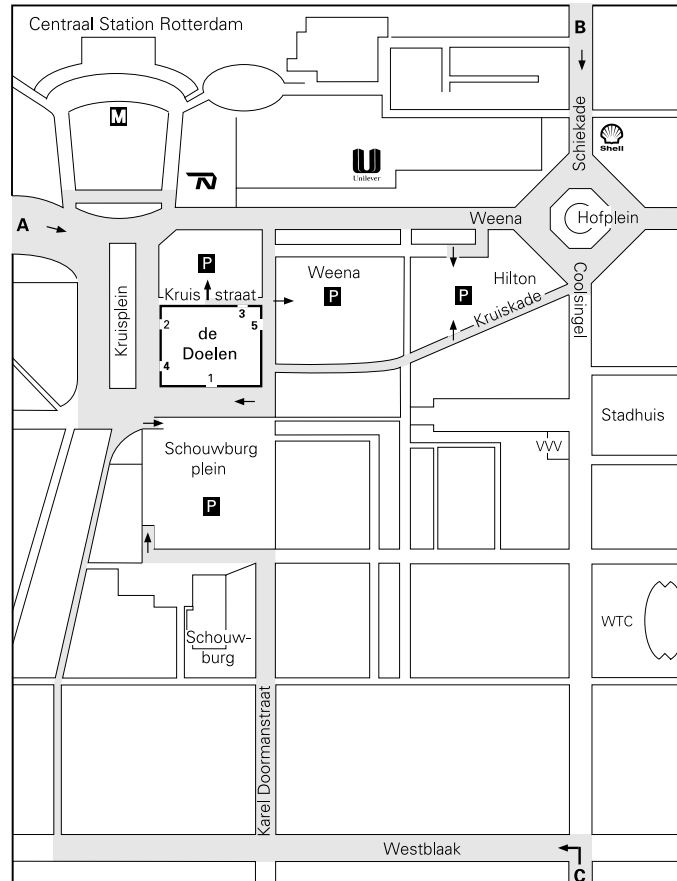 Centraal Station Rotterdam
B
M
Schiekade
Shell
Unilever
A
Weena
Hofplein
P
Weena
P
Hilton
P
Kruis straat
Kruiskade
Coolsingel
Kruisplein
3
2
5
de
Doelen
4
1
Stadhuis
Schouwburg
plein
VVV
P
WTC
Schouw-
burg
Karel Doormanstraat
Westblaak
C